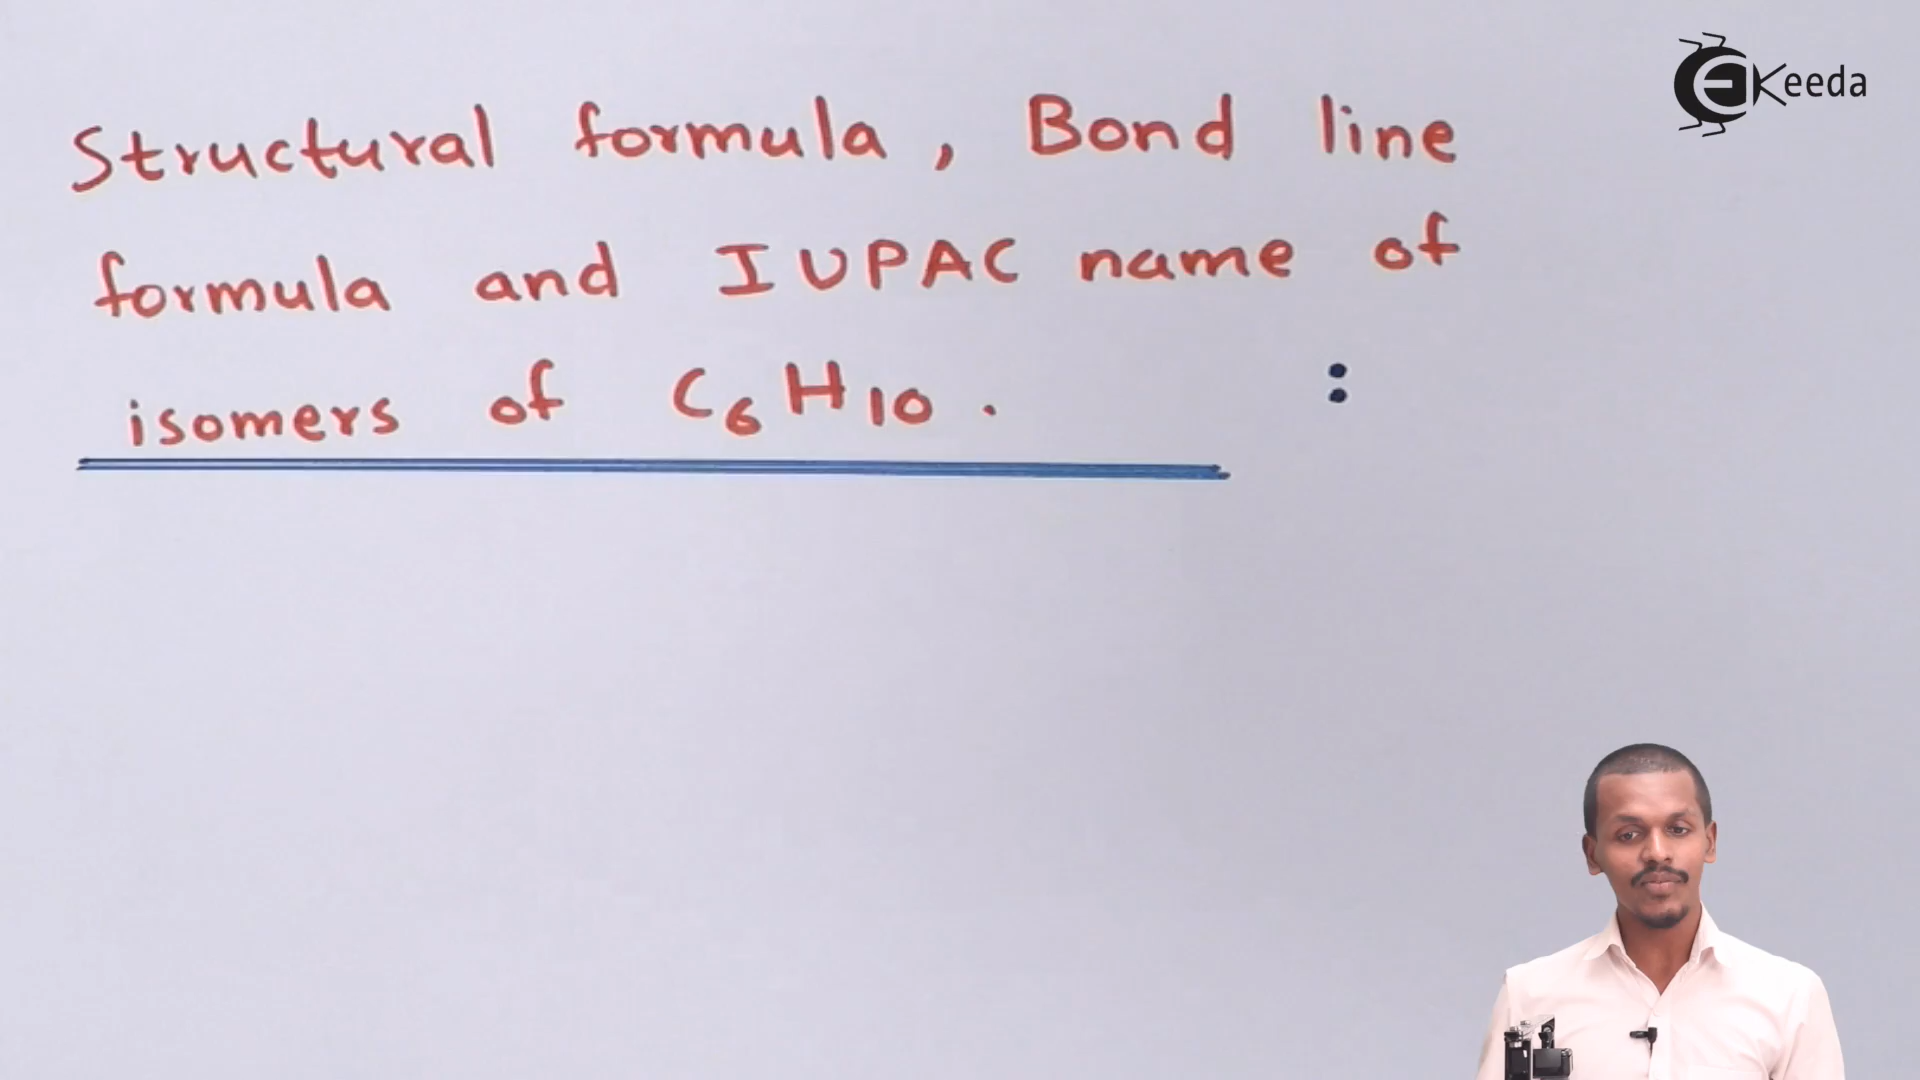 EKeeda
Structural formula, Bond line
formula and IUPAC name of
isomers of C₆H₁₀. :